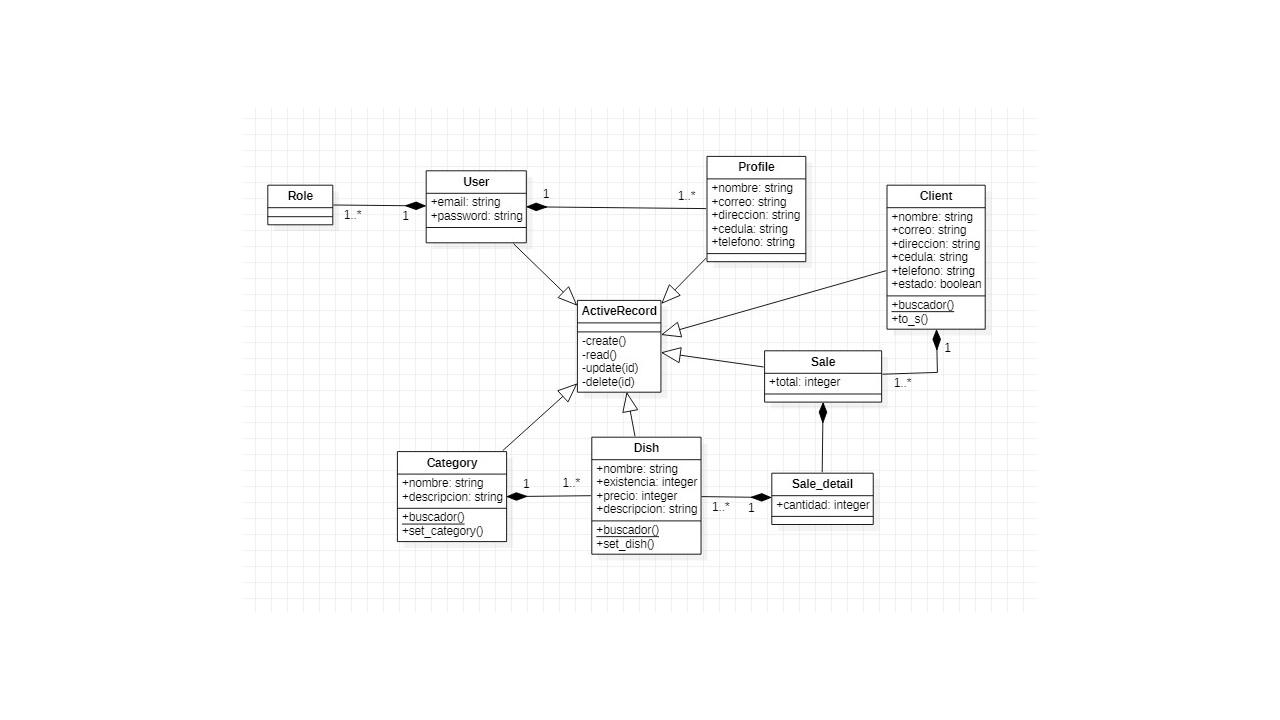 Role
1..*
1
User
+email: string
+password: string
1
1..*
Profile
+nombre: string
+correo: string
+direccion: string
+cedula: string
+telefono: string
Client
+nombre: string
+correo: string
+direccion: string
+cedula: string
+telefono: string
+estado: boolean
+buscador()
+to_s()
1
1..*
ActiveRecord
-create()
-read()
-update(id)
-delete(id)
Sale
+total: integer
Category
+nombre: string
+descripcion: string
+buscador()
+set_category()
1
1..*
Dish
+nombre: string
+existencia: integer
+precio: integer
+descripcion: string
+buscador()
+set_dish()
1..*
1
Sale_detail
+cantidad: integer